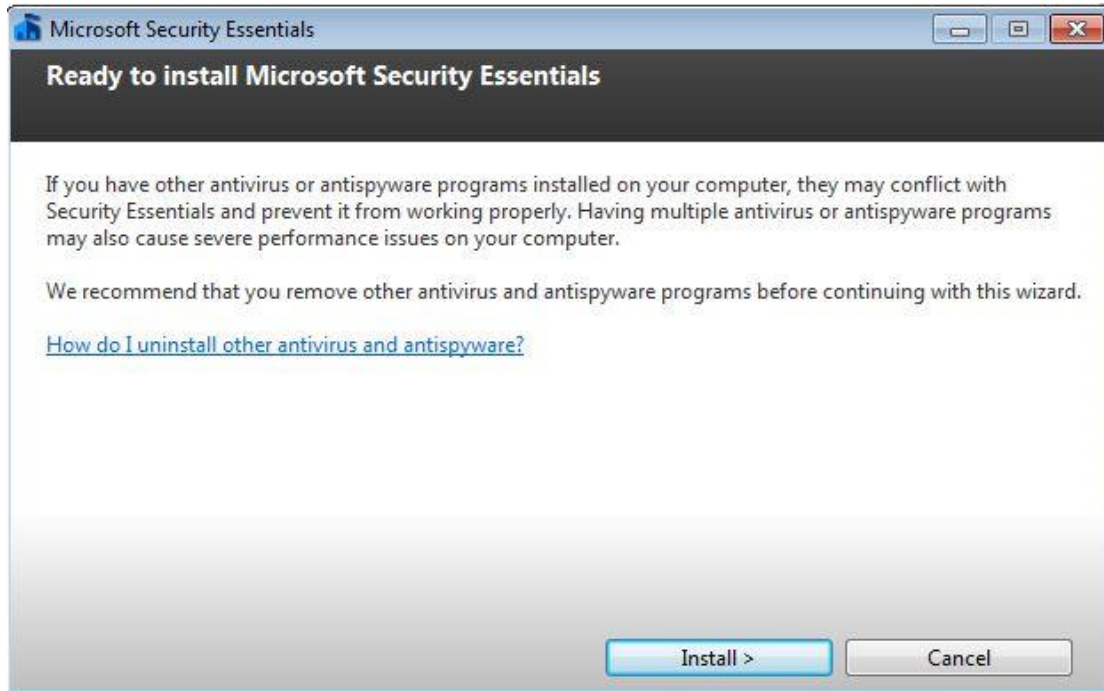 Microsoft Security Essentials
Ready to install Microsoft Security Essentials
If you have other antivirus or antispyware programs installed on your computer, they may conflict with
Security Essentials and prevent it from working properly. Having multiple antivirus or antispyware programs
may also cause severe performance issues on your computer.
We recommend that you remove other antivirus and antispyware programs before continuing with this wizard.
How do I uninstall other antivirus and antispyware?
Install >
Cancel